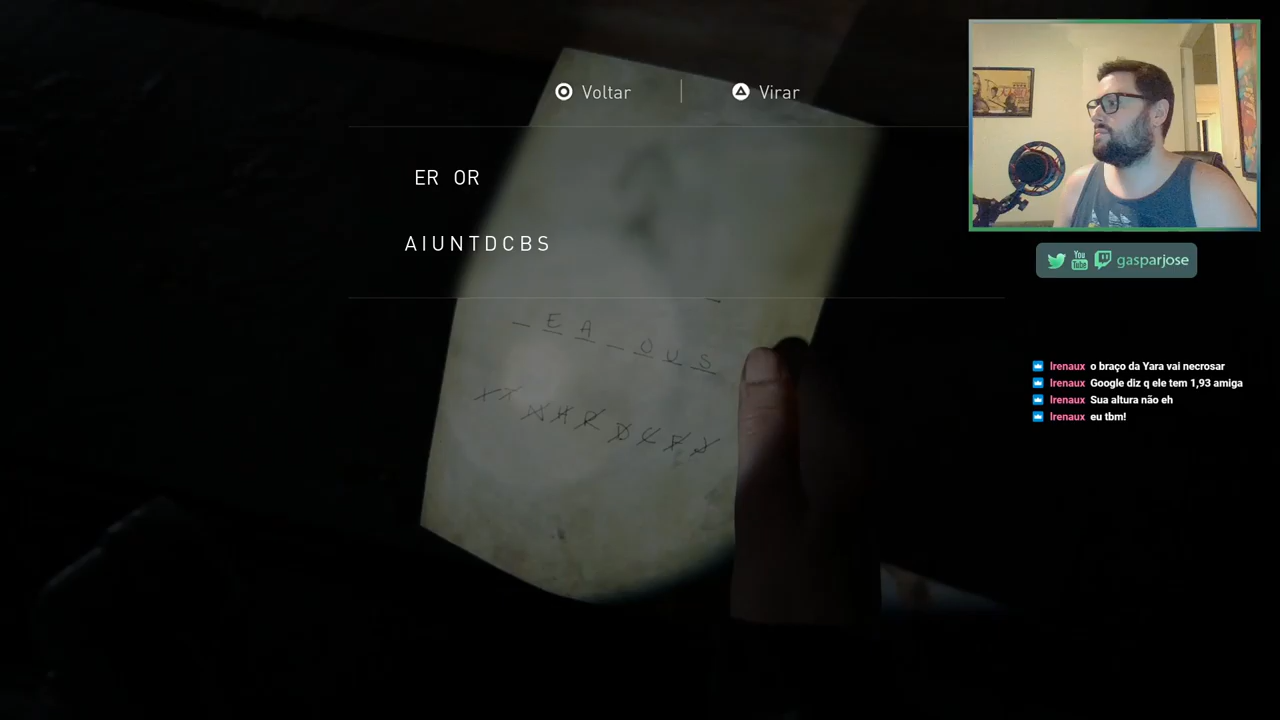 Voltar | Virar
ER OR
AIUNTDCBS
_ E A _ O U S
gasparjose
Irenaux o braço da Yara vai necrosar
Irenaux Google diz q ele tem 1,93 amiga
Irenaux Sua altura não eh
Irenaux eu tbm!